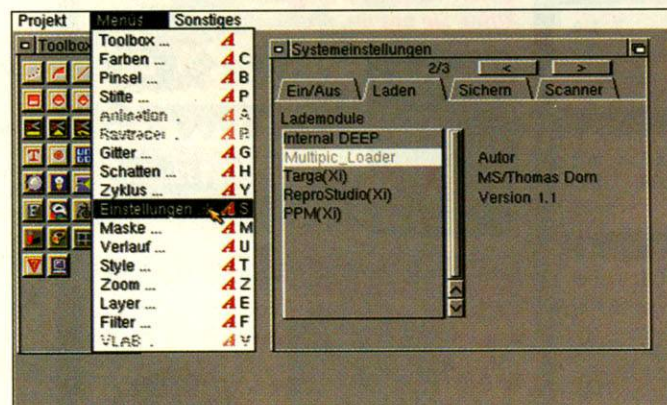 Projekt Menüs Sonstiges
Toolbox
Toolbox ... A
Farben ... A C
Pinsel ... A B
Stifte ... A P
Animation . A A
Raytracer . A R
Gitter ... A G
Schatten ... A H
Zyklus ... A Y
Einstellungen ... A S
Maske ... A M
Verlauf ... A U
Style ... A T
Zoom ... A Z
Layer ... A E
Filter ... A F
VLAB . A V
Systemeinstellungen
2/3 < >
Ein/Aus Laden Sichern Scanner
Lademodule
Internal DEEP
Multipic_Loader
Targa(Xi)
ReproStudio(Xi)
PPM(Xi)
Autor
MS/Thomas Dorn
Version 1.1